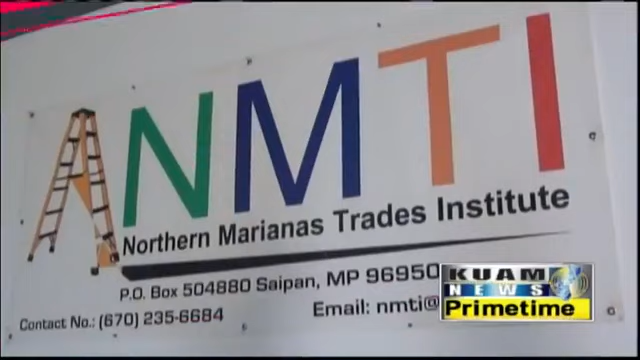 NMTI
Northern Marianas Trades Institute
P.O. Box 504880 Saipan, MP 96950
Contact No.: (670) 235-6684
Email: nmti@
KUAM
NEWS
Primetime